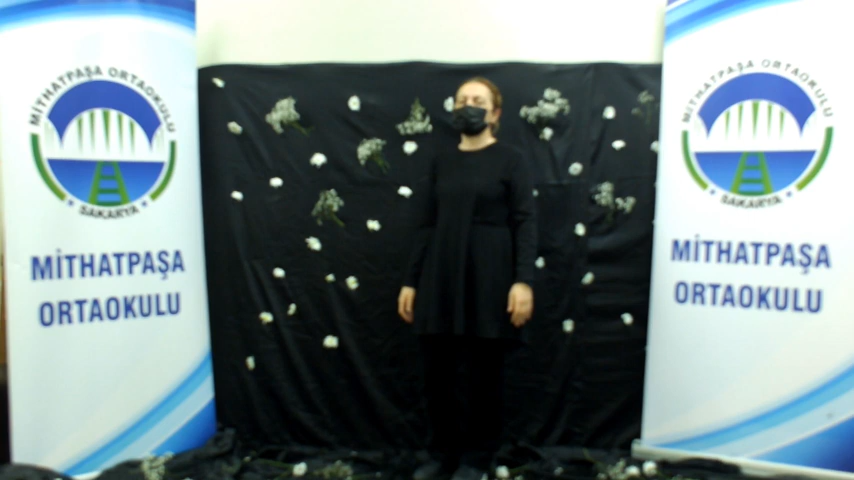 MİTHATPAŞA ORTAOKULU
SAKARYA
MİTHATPAŞA
ORTAOKULU
MİTHATPAŞA ORTAOKULU
SAKARYA
MİTHATPAŞA
ORTAOKULU